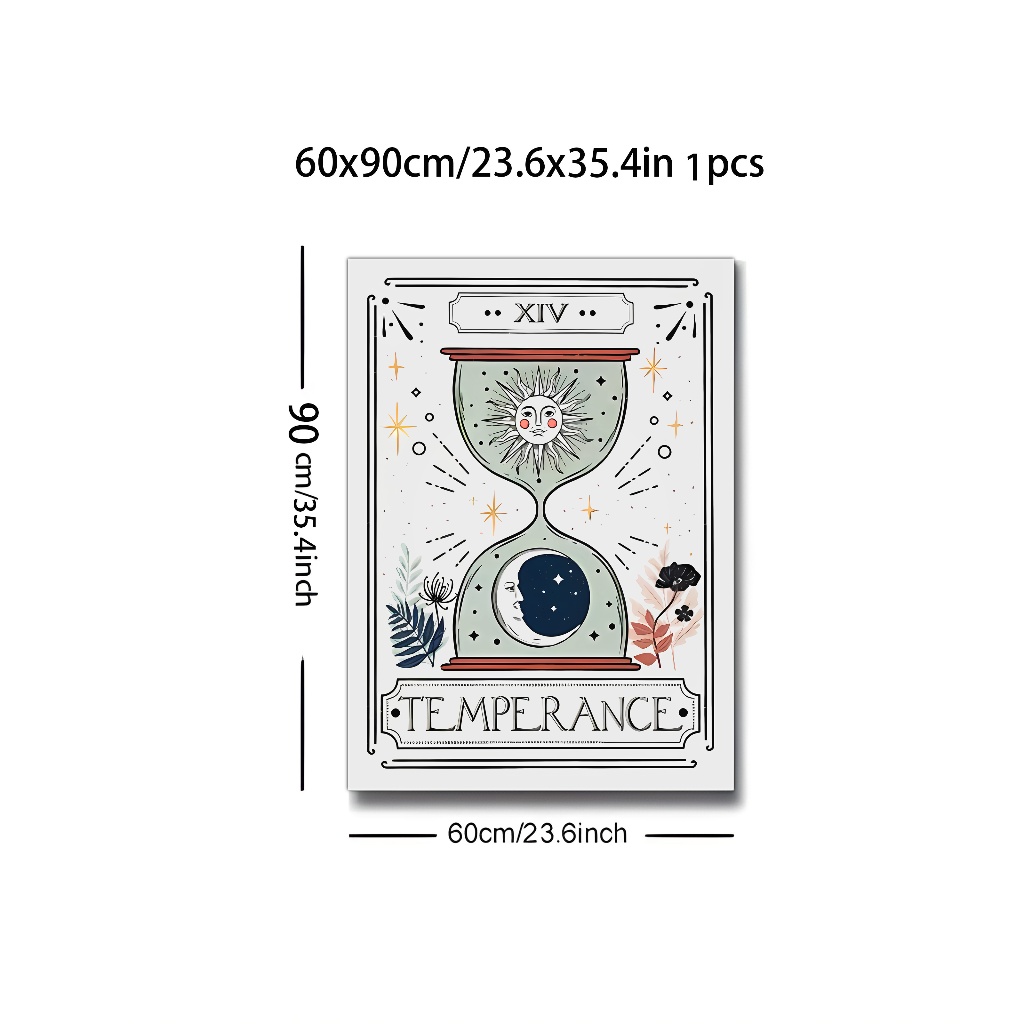 60x90cm/23.6x35.4in 1pcs
XIV
90 cm/35.4inch
TEMPERANCE
60cm/23.6inch